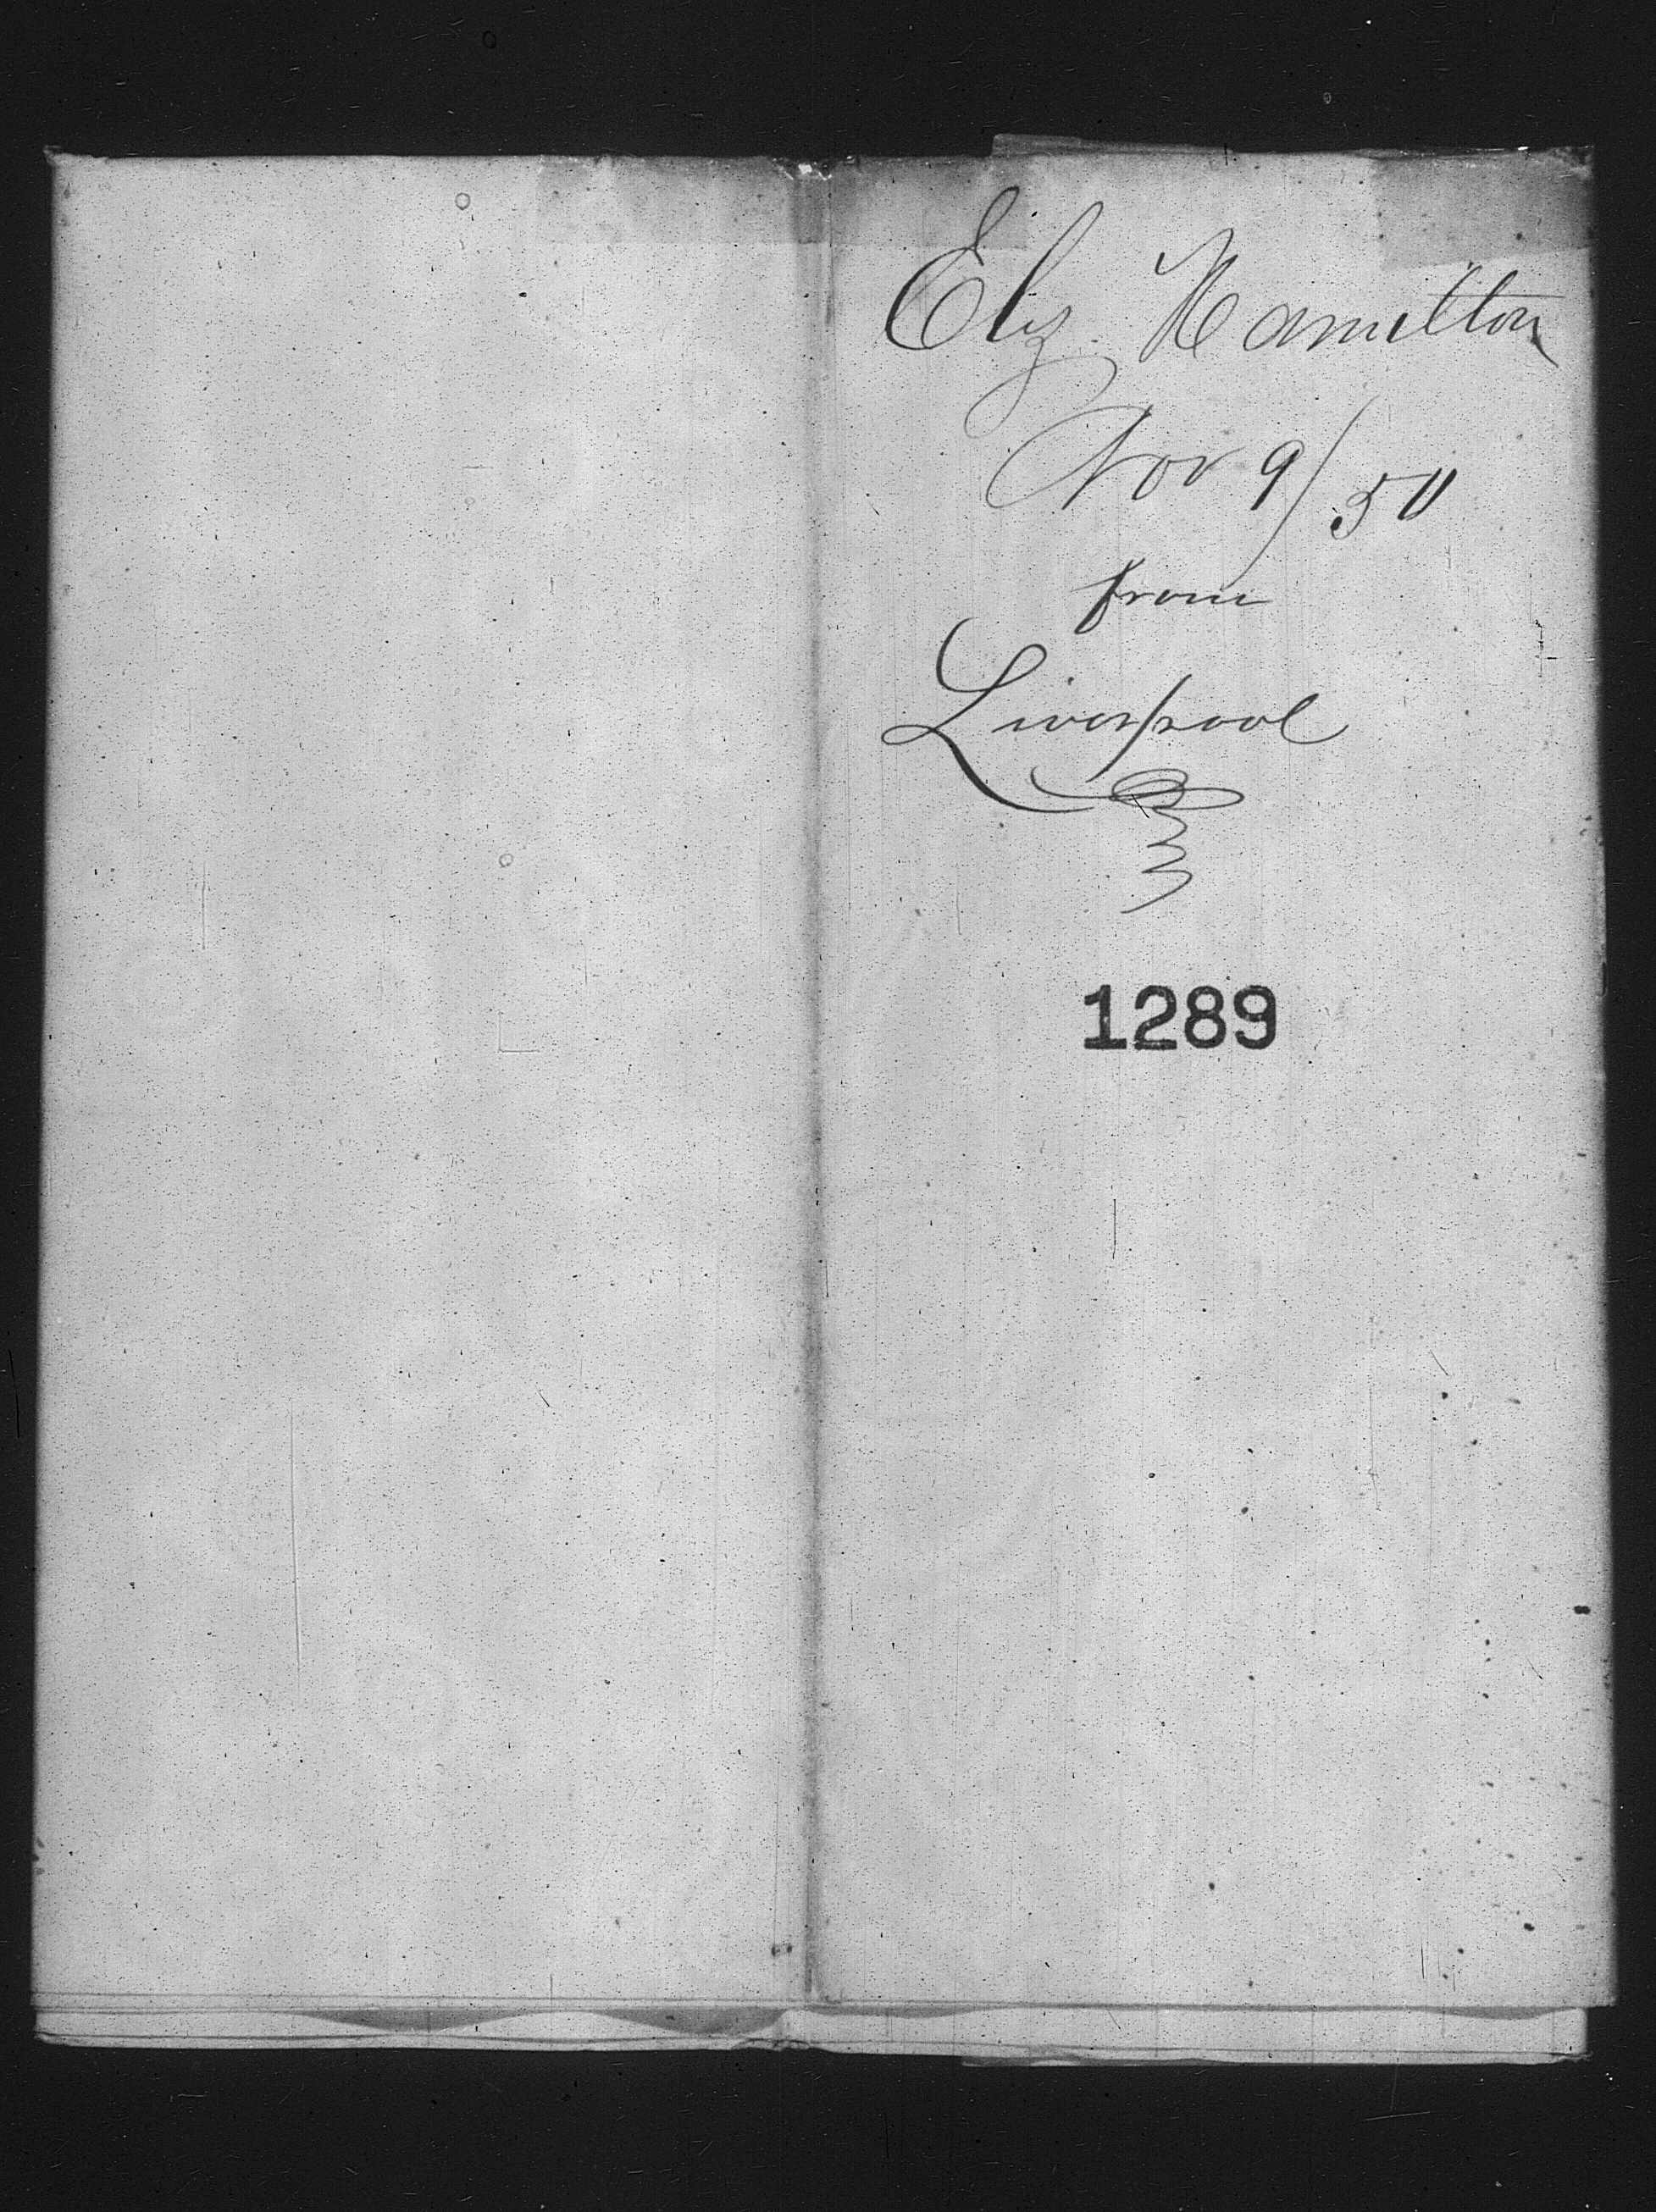 Eliz. Hamilton
Nov 9/50
from
Liverpool
1289